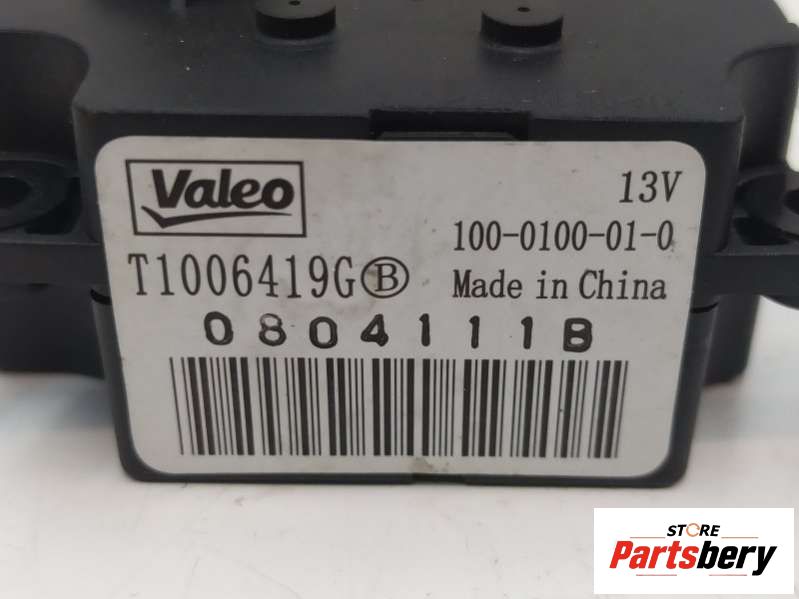 Valeo
13V
100-0100-01-0
T1006419G Ⓑ
Made in China
0804111B
STORE
Partsbery